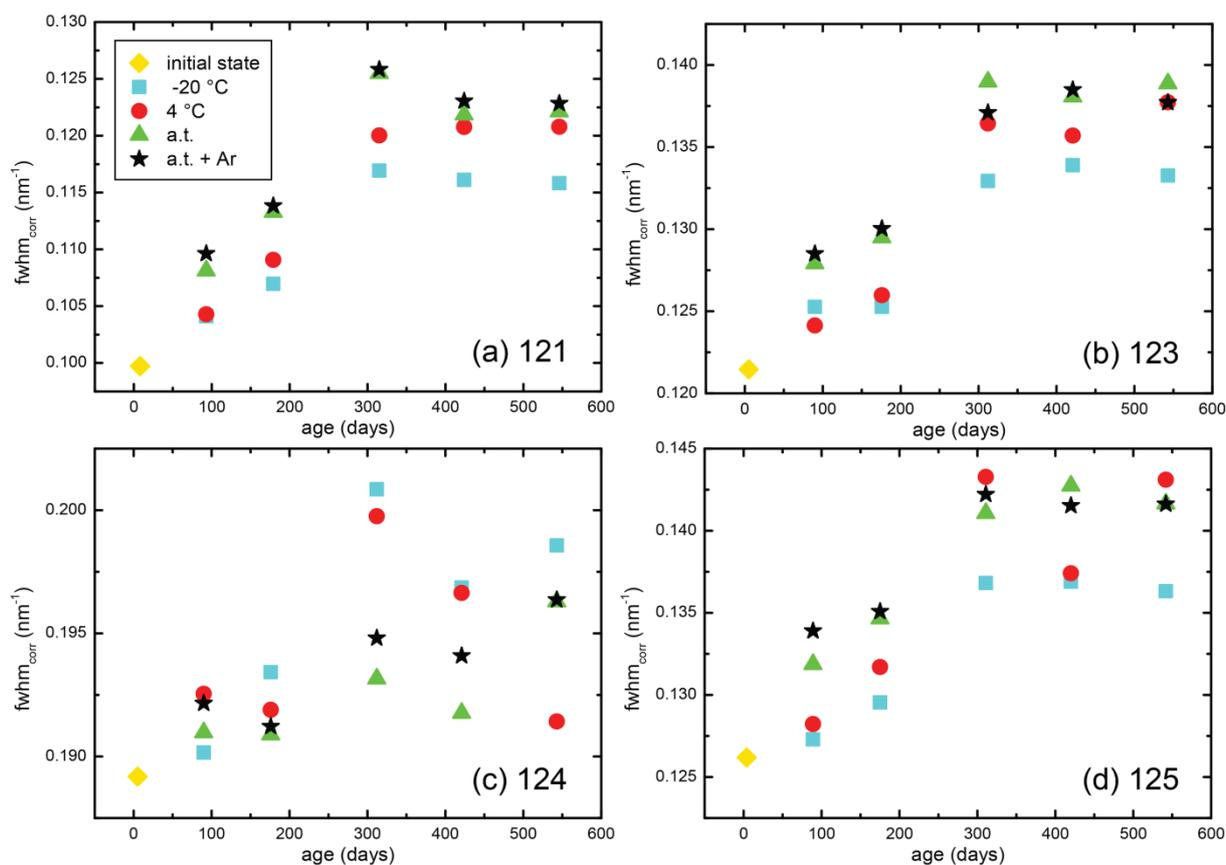 0.130
0.125
0.120
0.115
0.110
0.105
0.100
fwhmcorr (nm-1)
initial state
-20 °C
4 °C
a.t.
a.t. + Ar
(a) 121
0 100 200 300 400 500 600
age (days)
0.140
0.135
0.130
0.125
0.120
fwhmcorr (nm-1)
(b) 123
0 100 200 300 400 500 600
age (days)
0.200
0.195
0.190
fwhmcorr (nm-1)
(c) 124
0 100 200 300 400 500 600
age (days)
0.145
0.140
0.135
0.130
0.125
fwhmcorr (nm-1)
(d) 125
0 100 200 300 400 500 600
age (days)